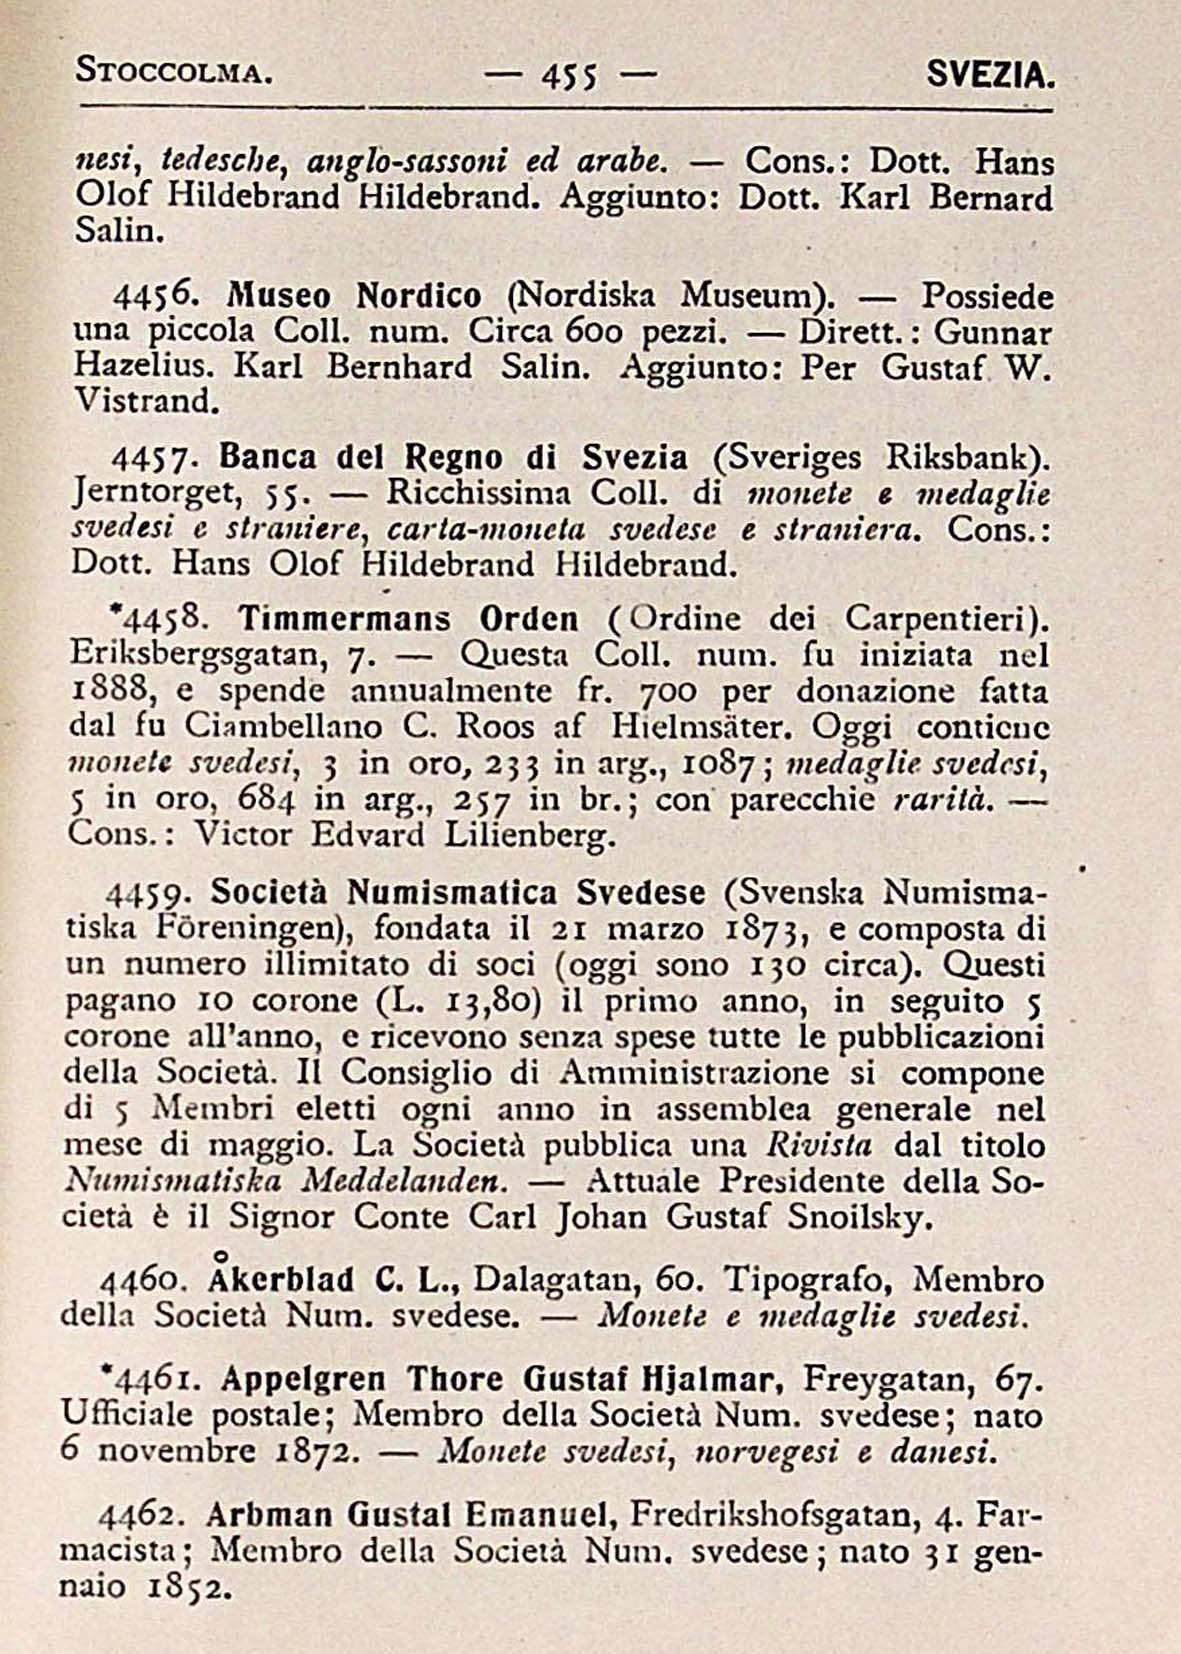 STOCCOLMA. — 455 — SVEZIA.
nesi, tedesche, anglo-sassoni ed arabe. — Cons.: Dott. Hans
Olof Hildebrand Hildebrand. Aggiunto: Dott. Karl Bernard
Salin.
4456. Museo Nordico (Nordiska Museum). — Possiede
una piccola Coll. num. Circa 600 pezzi. — Dirett.: Gunnar
Hazelius. Karl Bernhard Salin. Aggiunto: Per Gustaf W.
Vistrand.
4457. Banca del Regno di Svezia (Sveriges Riksbank).
Jerntorget, 55. — Ricchissima Coll. di monete e medaglie
svedesi e straniere, carta-moneta svedese e straniera. Cons.:
Dott. Hans Olof Hildebrand Hildebrand.
*4458. Timmermans Orden (Ordine dei Carpentieri).
Eriksbergsgatan, 7. — Questa Coll. num. fu iniziata nel
1888, e spende annualmente fr. 700 per donazione fatta
dal fu Ciambellano C. Roos af Hielmsäter. Oggi contiene
monete svedesi, 3 in oro, 233 in arg., 1087; medaglie svedesi,
5 in oro, 684 in arg., 257 in br.; con parecchie rarità. —
Cons.: Victor Edvard Lilienberg.
4459. Società Numismatica Svedese (Svenska Numisma-
tiska Föreningen), fondata il 21 marzo 1873, e composta di
un numero illimitato di soci (oggi sono 130 circa). Questi
pagano 10 corone (L. 13,80) il primo anno, in seguito 5
corone all'anno, e ricevono senza spese tutte le pubblicazioni
della Società. Il Consiglio di Amministrazione si compone
di 5 Membri eletti ogni anno in assemblea generale nel
mese di maggio. La Società pubblica una Rivista dal titolo
Numismatiska Meddelanden. — Attuale Presidente della So-
cietà è il Signor Conte Carl Johan Gustaf Snoilsky.
4460. Åkerblad C. L., Dalagatan, 60. Tipografo, Membro
della Società Num. svedese. — Monete e medaglie svedesi.
*4461. Appelgren Thore Gustaf Hjalmar, Freygatan, 67.
Ufficiale postale; Membro della Società Num. svedese; nato
6 novembre 1872. — Monete svedesi, norvegesi e danesi.
4462. Arbman Gustal Emanuel, Fredrikshofsgatan, 4. Far-
macista; Membro della Società Num. svedese; nato 31 gen-
naio 1852.